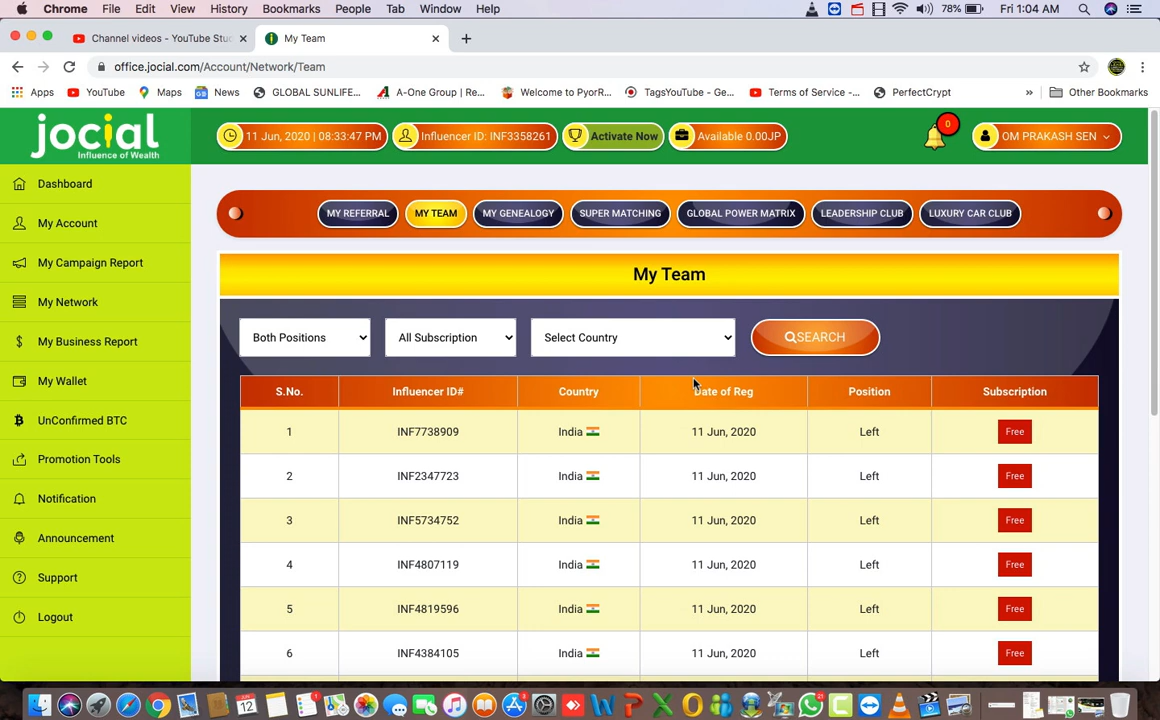 Chrome File Edit View History Bookmarks People Tab Window Help 78% Fri 1:04 AM
Channel videos - YouTube Stud My Team
office.jocial.com/Account/Network/Team
Apps YouTube Maps News GLOBAL SUNLIFE... A-One Group | Re... Welcome to PyorR... TagsYouTube - Ge... Terms of Service -... PerfectCrypt » Other Bookmarks
jocial
Influence of Wealth
11 Jun, 2020 | 08:33:47 PM Influencer ID: INF3358261 Activate Now Available 0.00JP 0 OM PRAKASH SEN
Dashboard
My Account
My Campaign Report
My Network
My Business Report
My Wallet
UnConfirmed BTC
Promotion Tools
Notification
Announcement
Support
Logout
MY REFERRAL MY TEAM MY GENEALOGY SUPER MATCHING GLOBAL POWER MATRIX LEADERSHIP CLUB LUXURY CAR CLUB
My Team
Both Positions All Subscription Select Country SEARCH
S.No. Influencer ID# Country Date of Reg Position Subscription
1 INF7738909 India 11 Jun, 2020 Left Free
2 INF2347723 India 11 Jun, 2020 Left Free
3 INF5734752 India 11 Jun, 2020 Left Free
4 INF4807119 India 11 Jun, 2020 Left Free
5 INF4819596 India 11 Jun, 2020 Left Free
6 INF4384105 India 11 Jun, 2020 Left Free